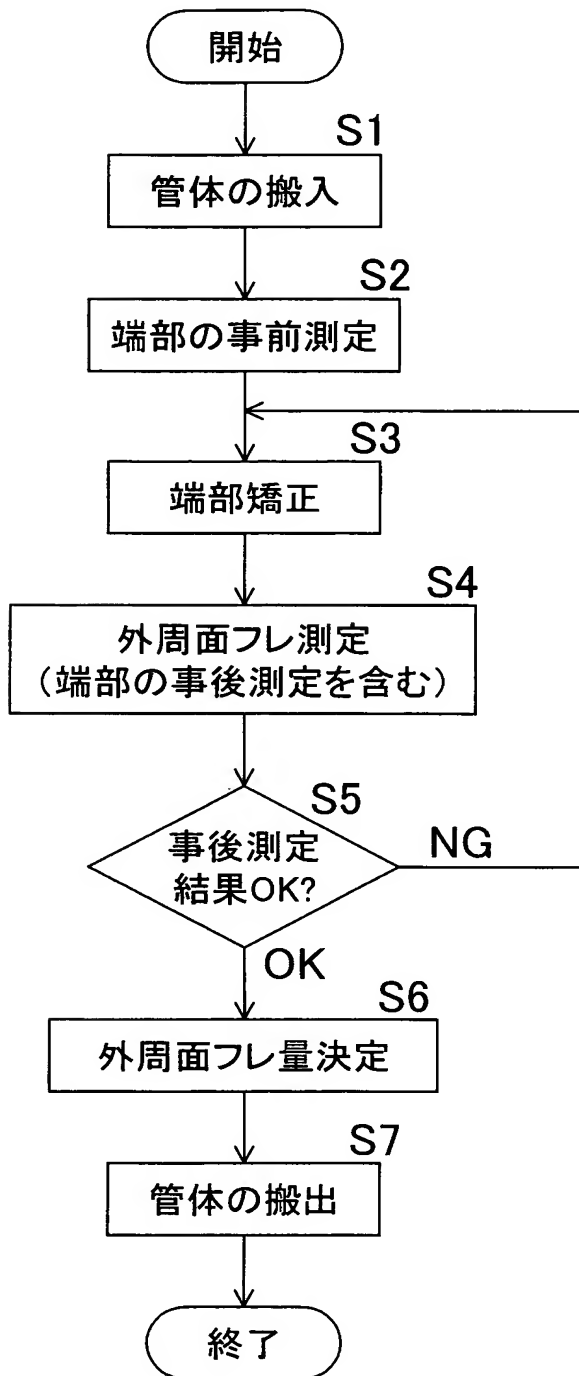 開始
S1
管体の搬入
S2
端部の事前測定
S3
端部矯正
S4
外周面フレ測定
(端部の事後測定を含む)
S5
事後測定
結果OK?
NG
OK
S6
外周面フレ量決定
S7
管体の搬出
終了